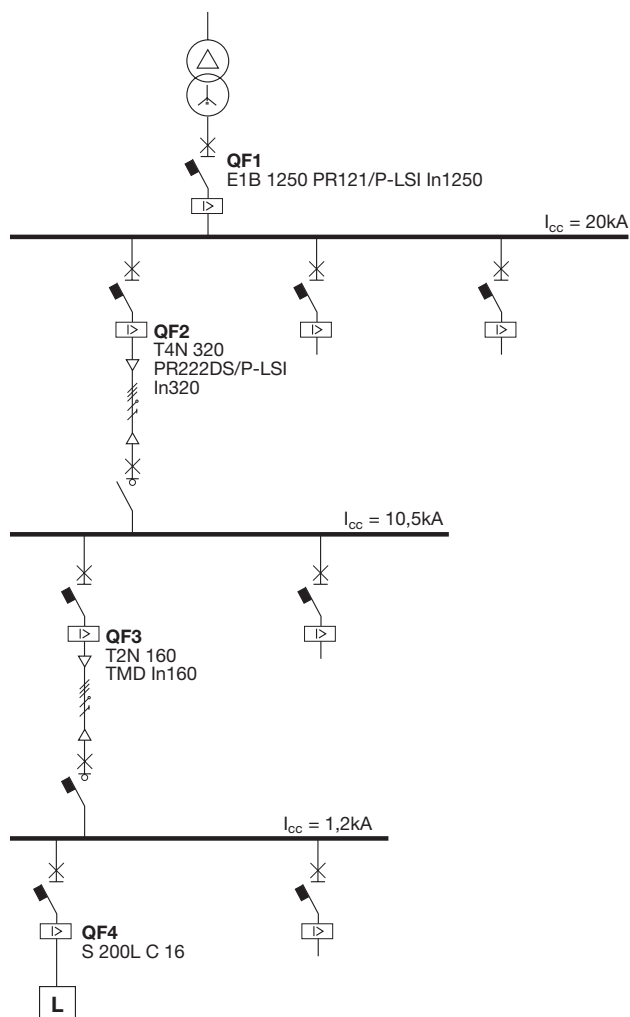 QF1
E1B 1250 PR121/P-LSI In1250
Icc = 20kA
I>
I>
I>
I>
QF2
T4N 320
PR222DS/P-LSI
In320
Icc = 10,5kA
I>
I>
QF3
T2N 160
TMD In160
Icc = 1,2kA
I>
I>
QF4
S 200L C 16
L